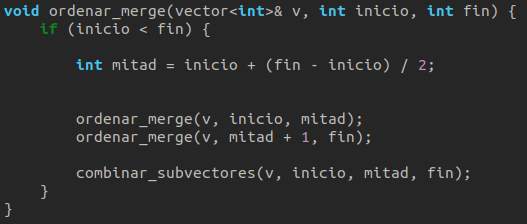 void ordenar_merge(vector<int>& v, int inicio, int fin) {
    if (inicio < fin) {
        int mitad = inicio + (fin - inicio) / 2;
        ordenar_merge(v, inicio, mitad);
        ordenar_merge(v, mitad + 1, fin);
        combinar_subvectores(v, inicio, mitad, fin);
    }
}